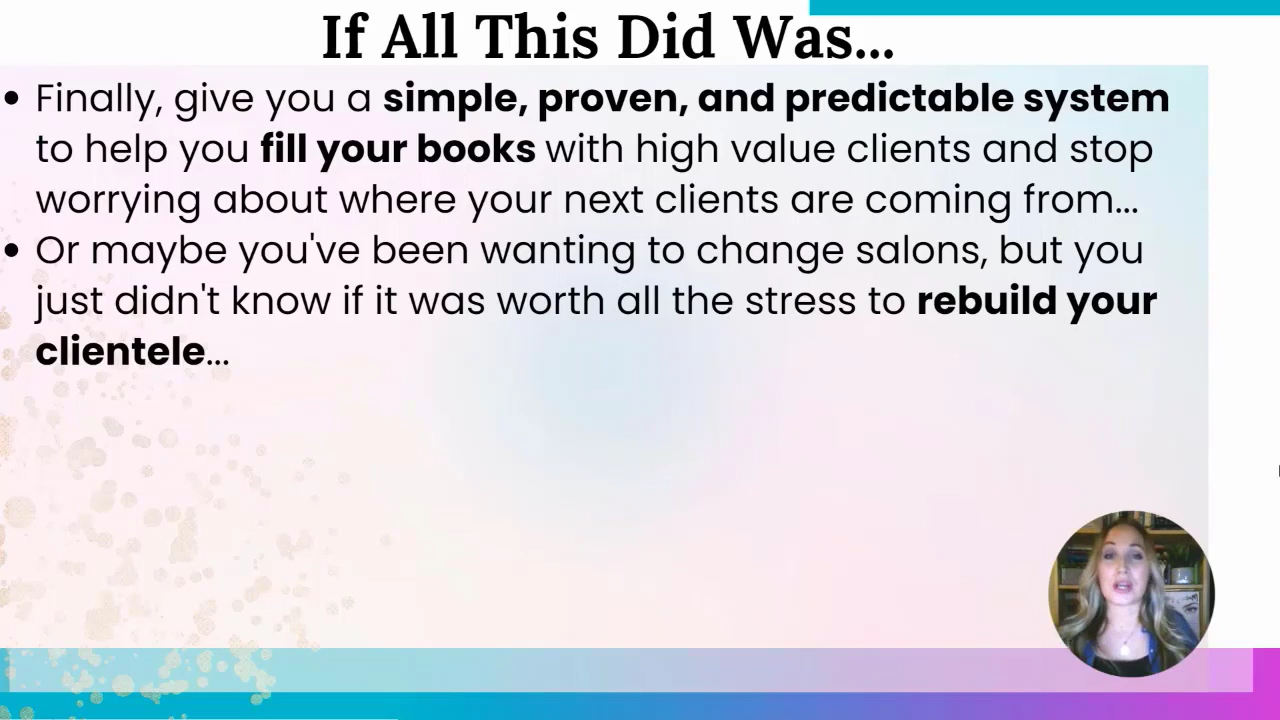 If All This Did Was...
• Finally, give you a simple, proven, and predictable system
to help you fill your books with high value clients and stop
worrying about where your next clients are coming from...
• Or maybe you've been wanting to change salons, but you
just didn't know if it was worth all the stress to rebuild your
clientele...